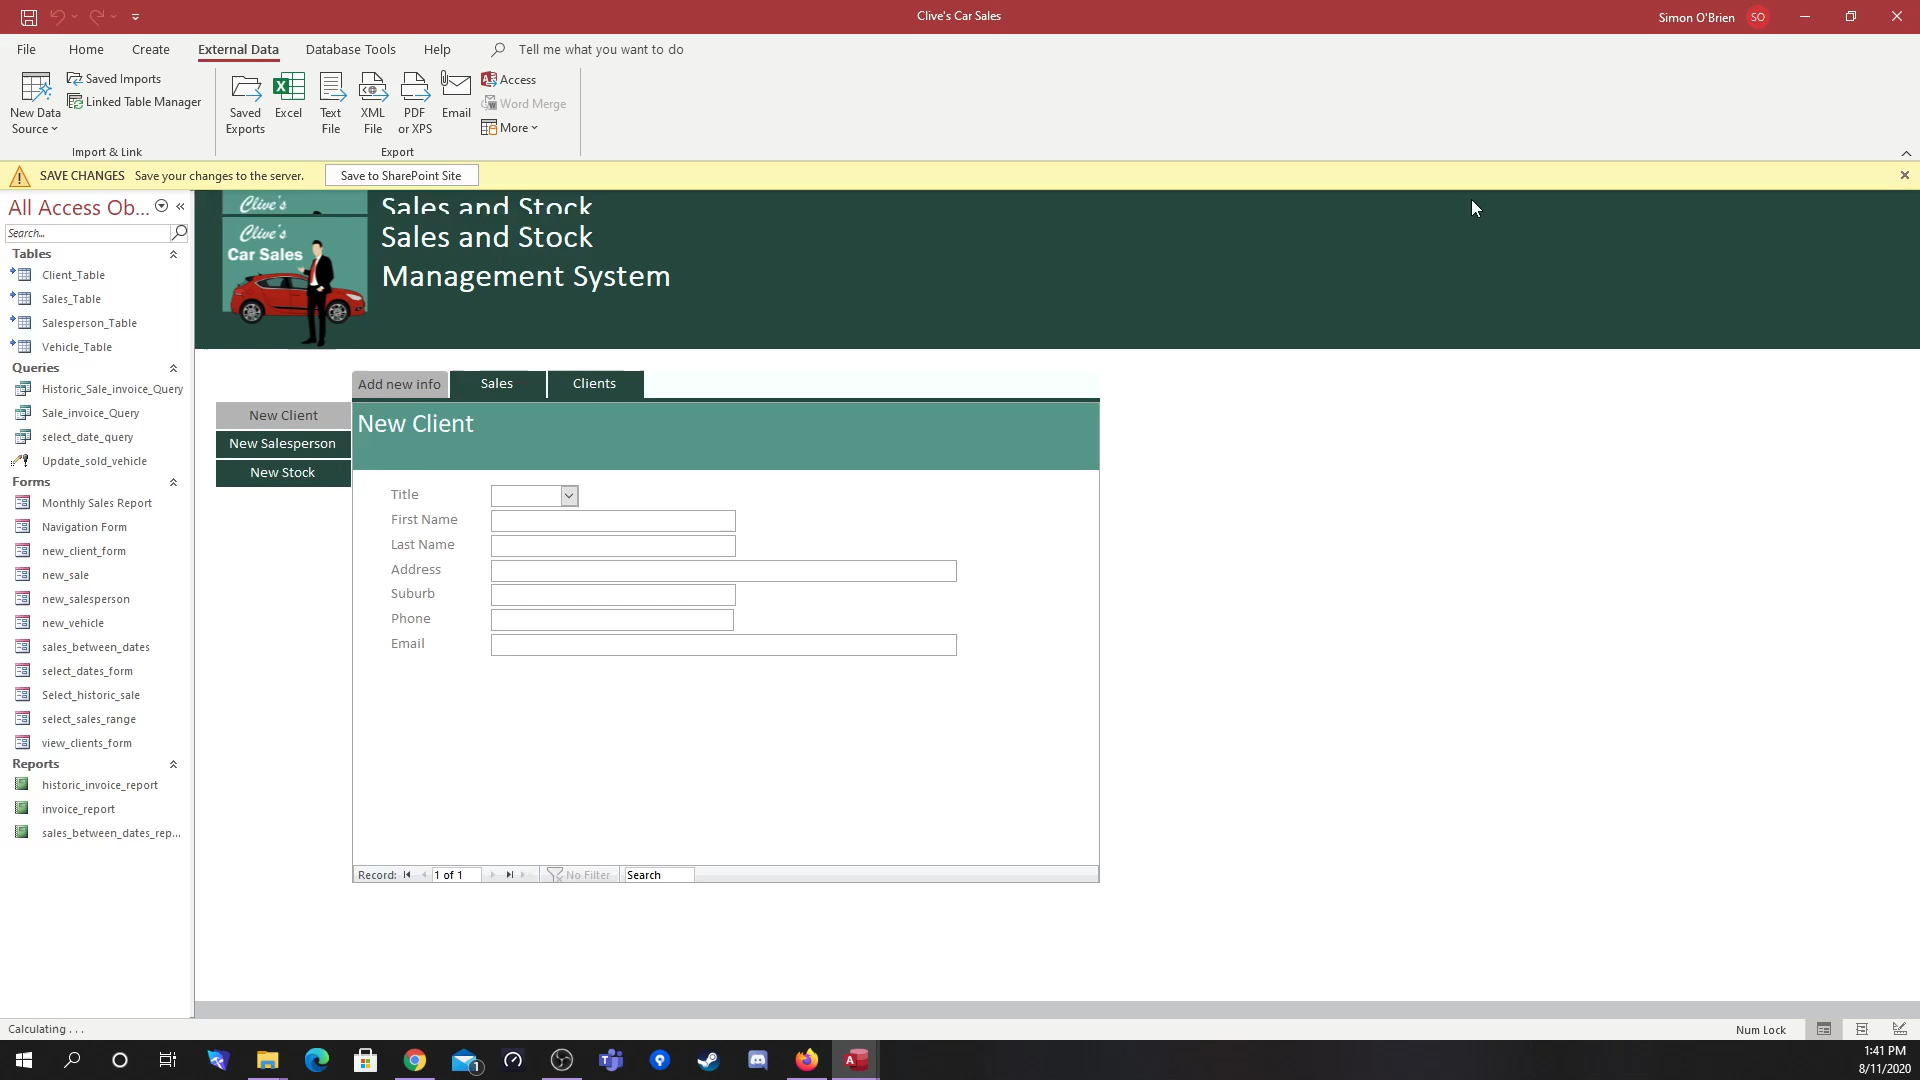 Clive's Car Sales
Simon O'Brien
SO
File
Home
Create
External Data
Database Tools
Help
Tell me what you want to do
New Data
Source
Saved Imports
Linked Table Manager
Import & Link
Saved
Exports
Excel
Text
File
XML
File
PDF
or XPS
Email
Access
Word Merge
More
Export
SAVE CHANGES Save your changes to the server.
Save to SharePoint Site
All Access Ob...
Search...
Tables
Client_Table
Sales_Table
Salesperson_Table
Vehicle_Table
Queries
Historic_Sale_invoice_Query
Sale_invoice_Query
select_date_query
Update_sold_vehicle
Forms
Monthly Sales Report
Navigation Form
new_client_form
new_sale
new_salesperson
new_vehicle
sales_between_dates
select_dates_form
Select_historic_sale
select_sales_range
view_clients_form
Reports
historic_invoice_report
invoice_report
sales_between_dates_rep...
Clive's
Sales and Stock
Clive's
Car Sales
Sales and Stock
Management System
Add new info
Sales
Clients
New Client
New Salesperson
New Stock
New Client
Title
First Name
Last Name
Address
Suburb
Phone
Email
Record:
1 of 1
No Filter
Search
Calculating . . .
Num Lock
1
1:41 PM
8/11/2020